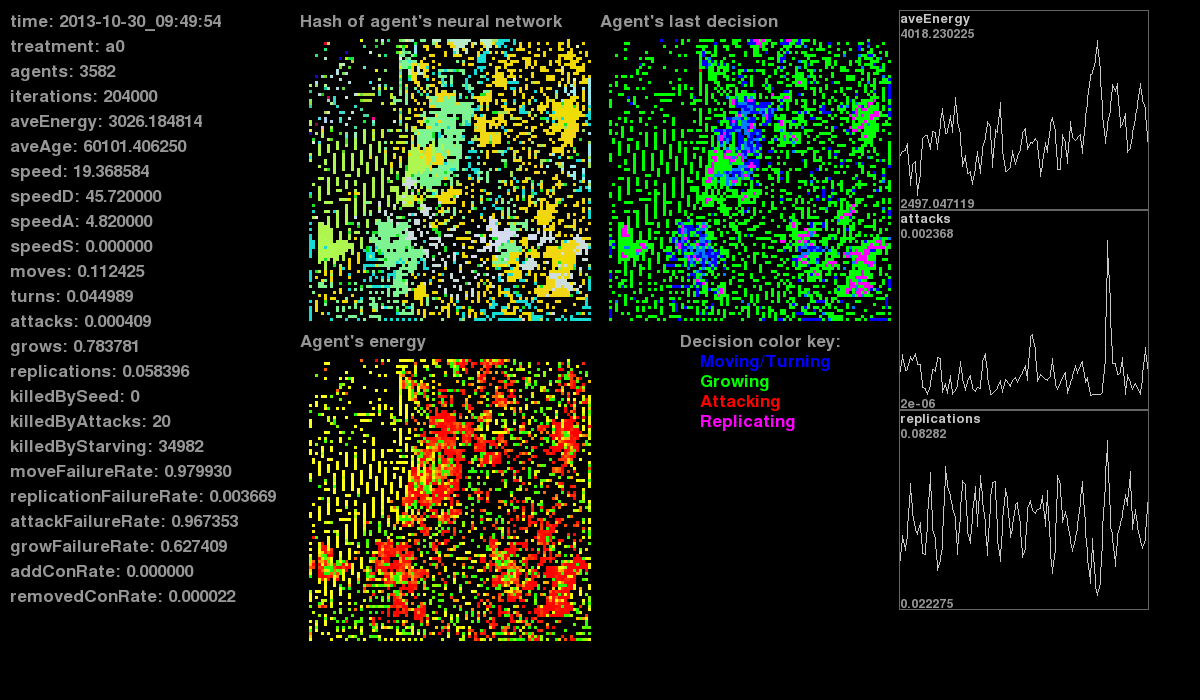 time: 2013-10-30_09:49:54
treatment: a0
agents: 3582
iterations: 204000
aveEnergy: 3026.184814
aveAge: 60101.406250
speed: 19.368584
speedD: 45.720000
speedA: 4.820000
speedS: 0.000000
moves: 0.112425
turns: 0.044989
attacks: 0.000409
grows: 0.783781
replications: 0.058396
killedBySeed: 0
killedByAttacks: 20
killedByStarving: 34982
moveFailureRate: 0.979930
replicationFailureRate: 0.003669
attackFailureRate: 0.967353
growFailureRate: 0.627409
addConRate: 0.000000
removedConRate: 0.000022
Hash of agent's neural network
Agent's last decision
Agent's energy
Decision color key:
Moving/Turning
Growing
Attacking
Replicating
aveEnergy
4018.230225
2497.047119
attacks
0.002368
2e-06
replications
0.08282
0.022275